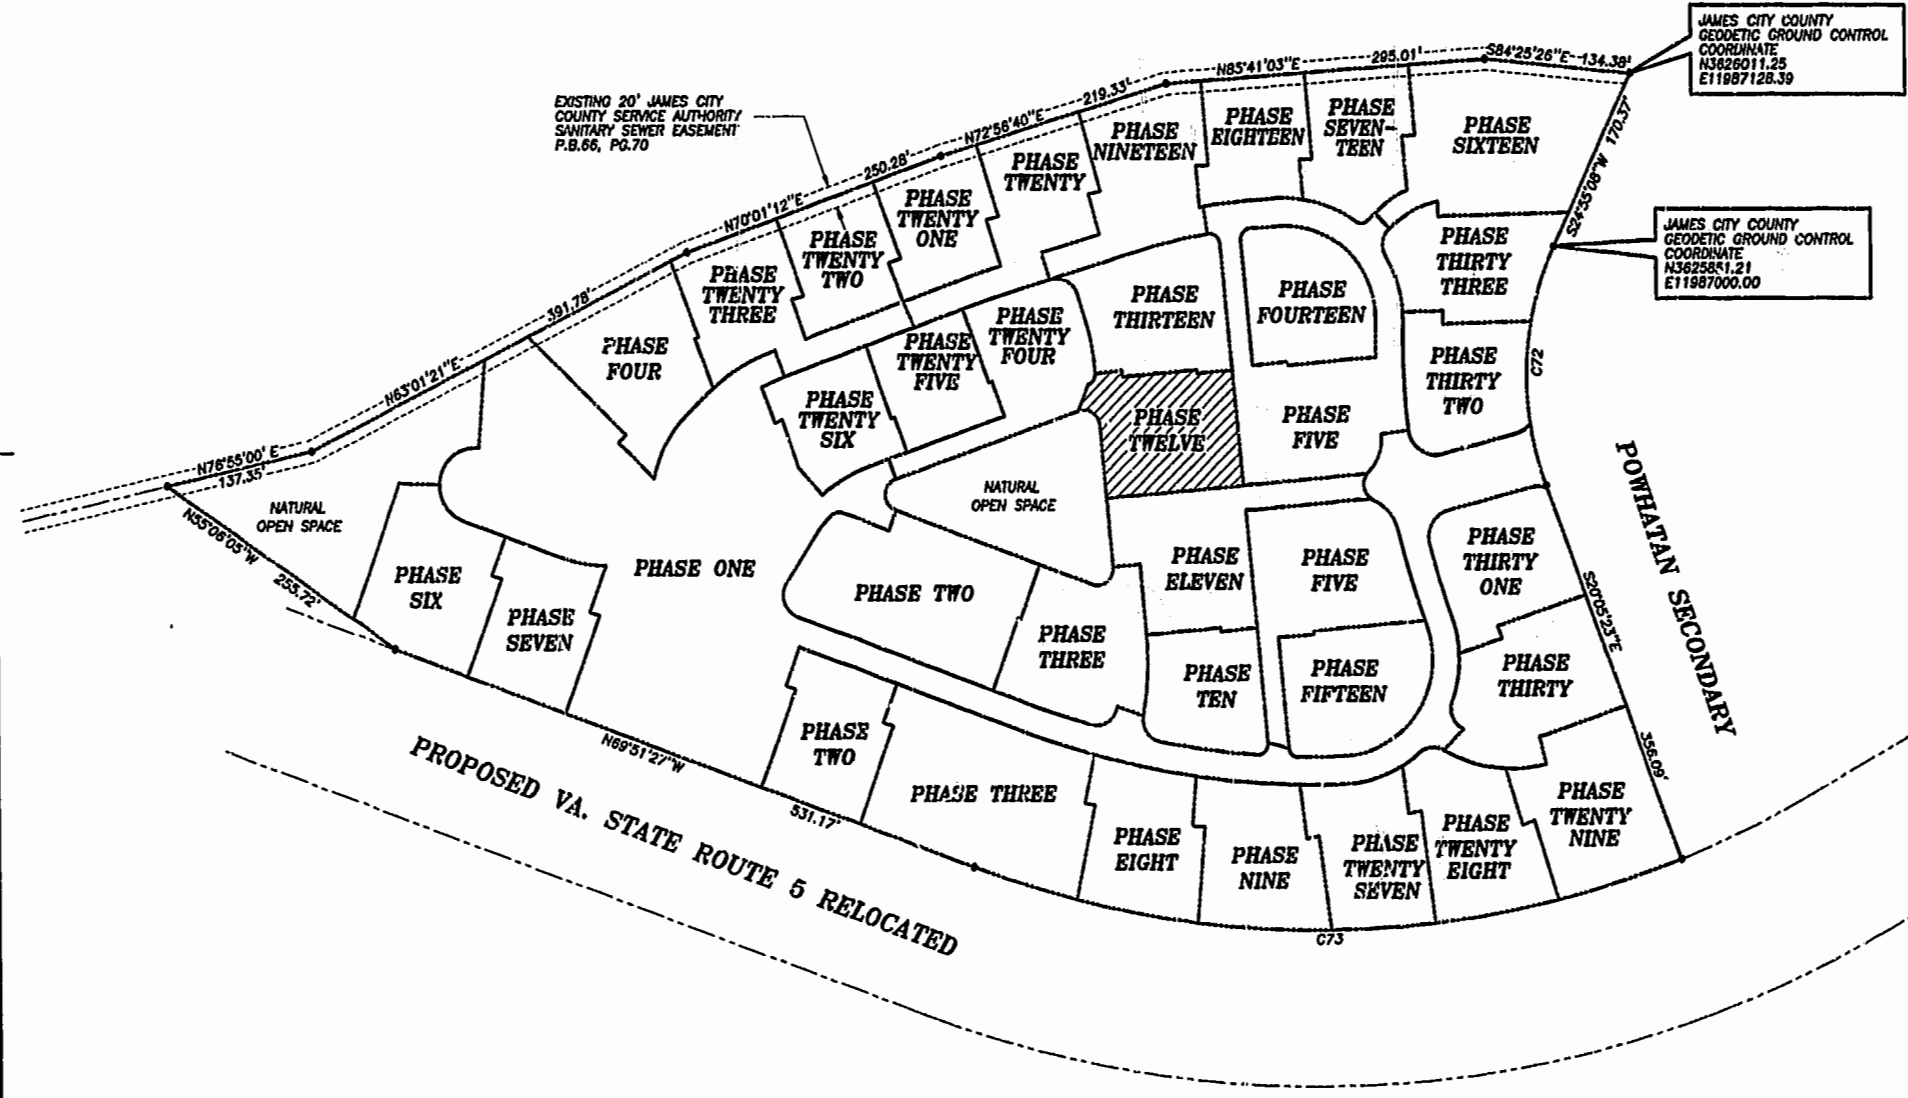 JAMES CITY COUNTY
GEODETIC GROUND CONTROL
COORDINATE
N3626011.25
E11987128.39
EXISTING 20' JAMES CITY
COUNTY SERVICE AUTHORITY
SANITARY SEWER EASEMENT
P.B.66, PG.70
N76°55'00" E
137.35'
N63°01'21"E
391.78'
N70°01'12"E
250.28'
N72°56'40"E
219.33'
N85°41'03"E
295.01'
S84°25'26"E
134.38'
S24°55'08"W 170.37'
JAMES CITY COUNTY
GEODETIC GROUND CONTROL
COORDINATE
E11987000.00
PHASE
SIXTEEN
PHASE
SEVEN-
TEEN
PHASE
EIGHTEEN
PHASE
NINETEEN
PHASE
TWENTY
PHASE
TWENTY
ONE
PHASE
TWENTY
TWO
PHASE
TWENTY
THREE
PHASE
FOUR
PHASE
THIRTY
THREE
PHASE
THIRTEEN
PHASE
FOURTEEN
PHASE
TWENTY
FOUR
PHASE
TWENTY
FIVE
PHASE
TWENTY
SIX
PHASE
THIRTY
TWO
C72
PHASE
TWELVE
PHASE
FIVE
NATURAL
OPEN SPACE
NATURAL
OPEN SPACE
N55°06'05"W
255.72'
PHASE
SIX
PHASE
SEVEN
PHASE ONE
PHASE TWO
PHASE
THREE
PHASE
ELEVEN
PHASE
FIVE
PHASE
THIRTY
ONE
S20°05'23"E
356.09'
POWHATAN SECONDARY
PHASE
TEN
PHASE
FIFTEEN
PHASE
THIRTY
PHASE
TWO
PHASE THREE
PHASE
EIGHT
PHASE
NINE
PHASE
TWENTY
SEVEN
PHASE
TWENTY
EIGHT
PHASE
TWENTY
NINE
N69°51'27"W
531.17'
C73
PROPOSED VA. STATE ROUTE 5 RELOCATED